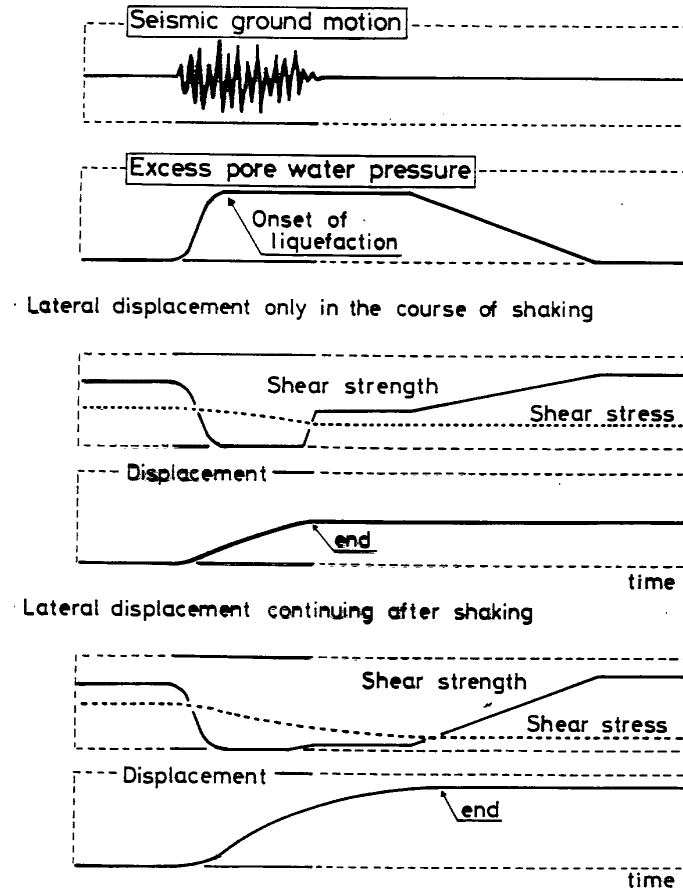 Seismic ground motion
Excess pore water pressure
Onset of
liquefaction
Lateral displacement only in the course of shaking
Shear strength
Shear stress
Displacement
end
time
Lateral displacement continuing after shaking
Shear strength
Shear stress
Displacement
end
time